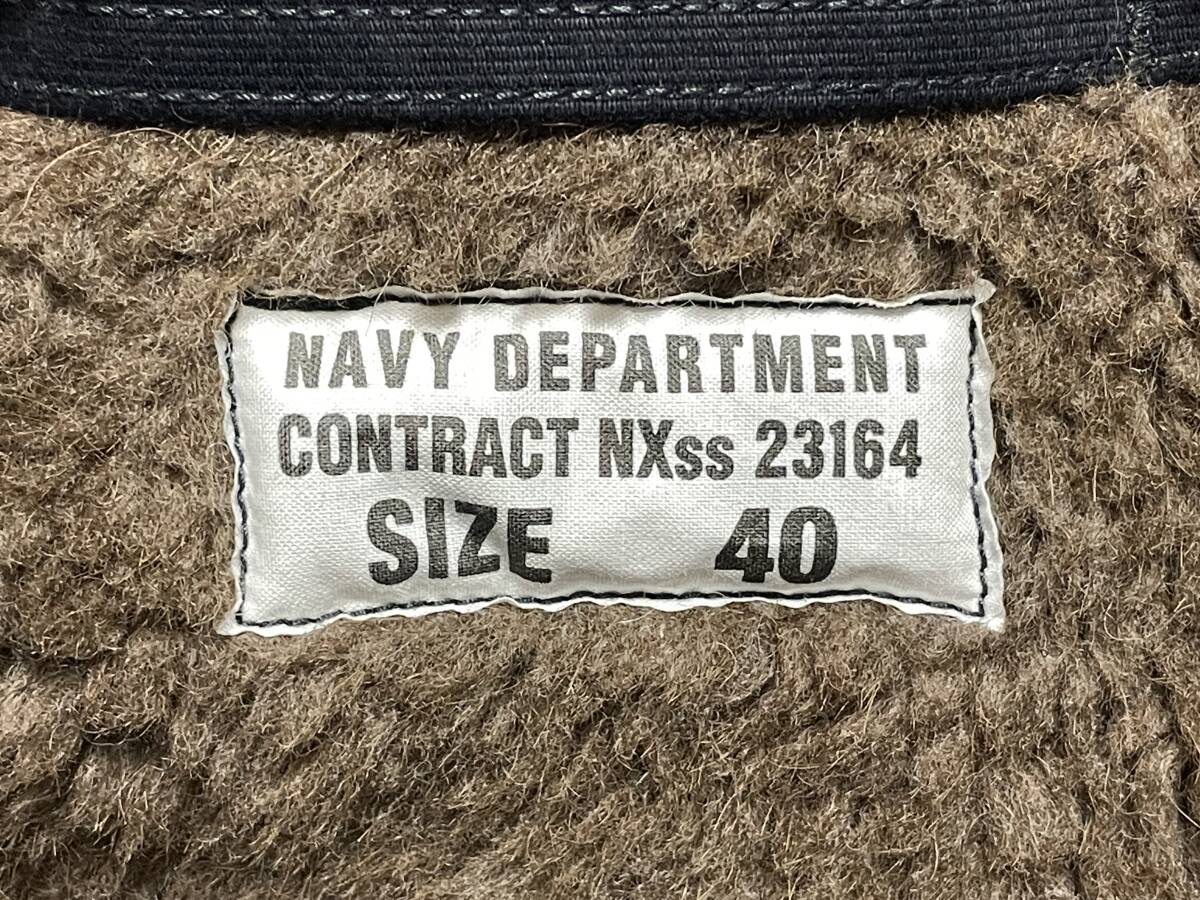 NAVY DEPARTMENT
CONTRACT NXss 23164
SIZE 40